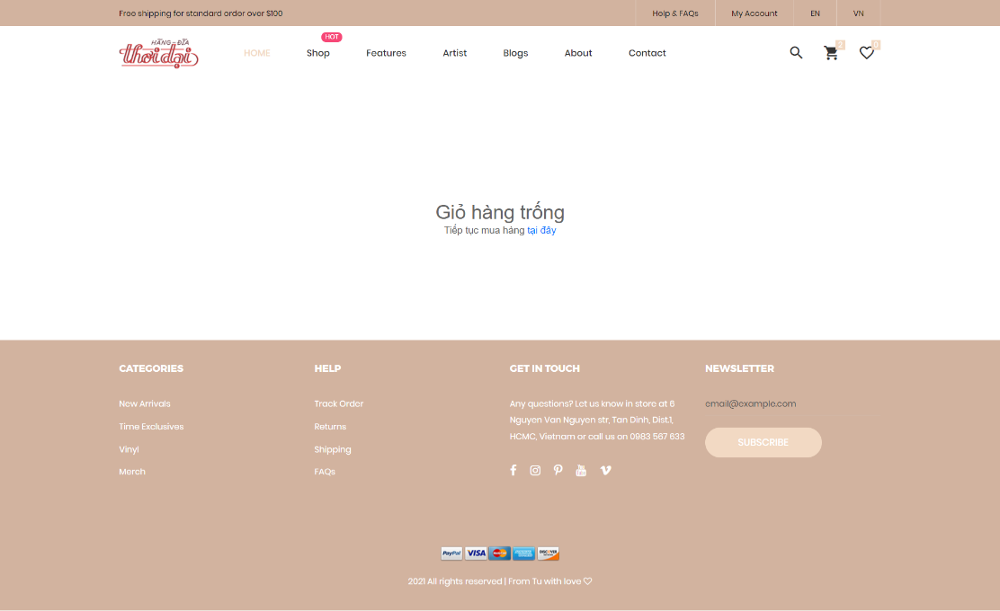 Free shipping for standard order over $100
Help & FAQs
My Account
EN
VN
HÃNG-ĐĨA
thời đại
HOME
Shop
HOT
Features
Artist
Blogs
About
Contact
2
0
Giỏ hàng trống
Tiếp tục mua hàng tại đây
CATEGORIES
New Arrivals
Time Exclusives
Vinyl
Merch
HELP
Track Order
Returns
Shipping
FAQs
GET IN TOUCH
Any questions? Let us know in store at 6
Nguyen Van Nguyen str, Tan Dinh, Dist.1,
HCMC, Vietnam or call us on 0983 567 633
NEWSLETTER
email@example.com
SUBSCRIBE
PayPal
VISA
MasterCard
DISCOVER
2021 All rights reserved | From Tu with love